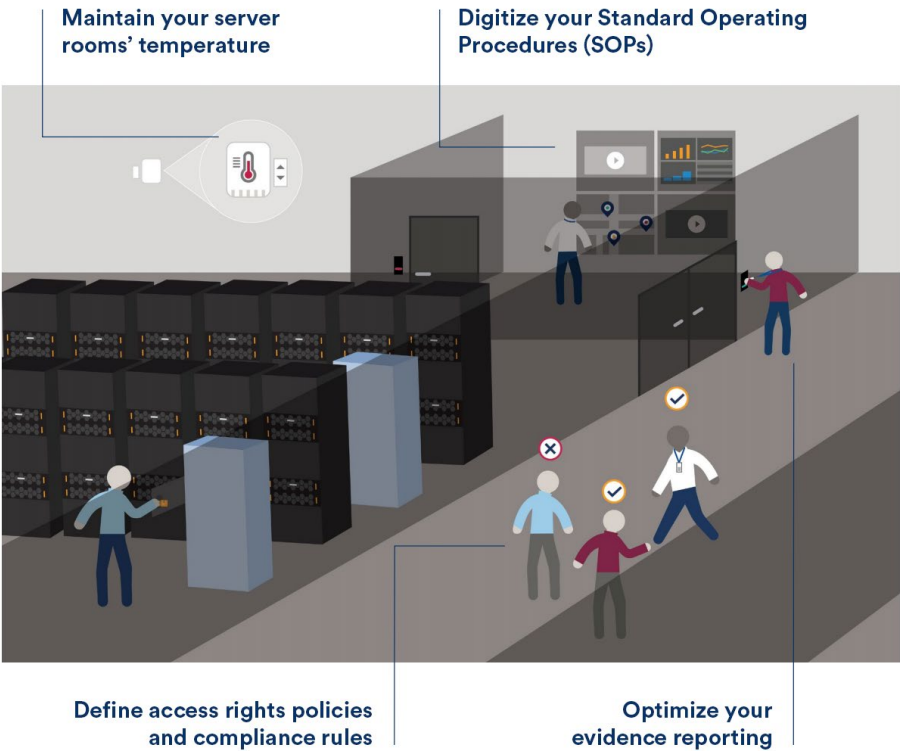 Maintain your server
rooms’ temperature
Digitize your Standard Operating
Procedures (SOPs)
Define access rights policies
and compliance rules
Optimize your
evidence reporting